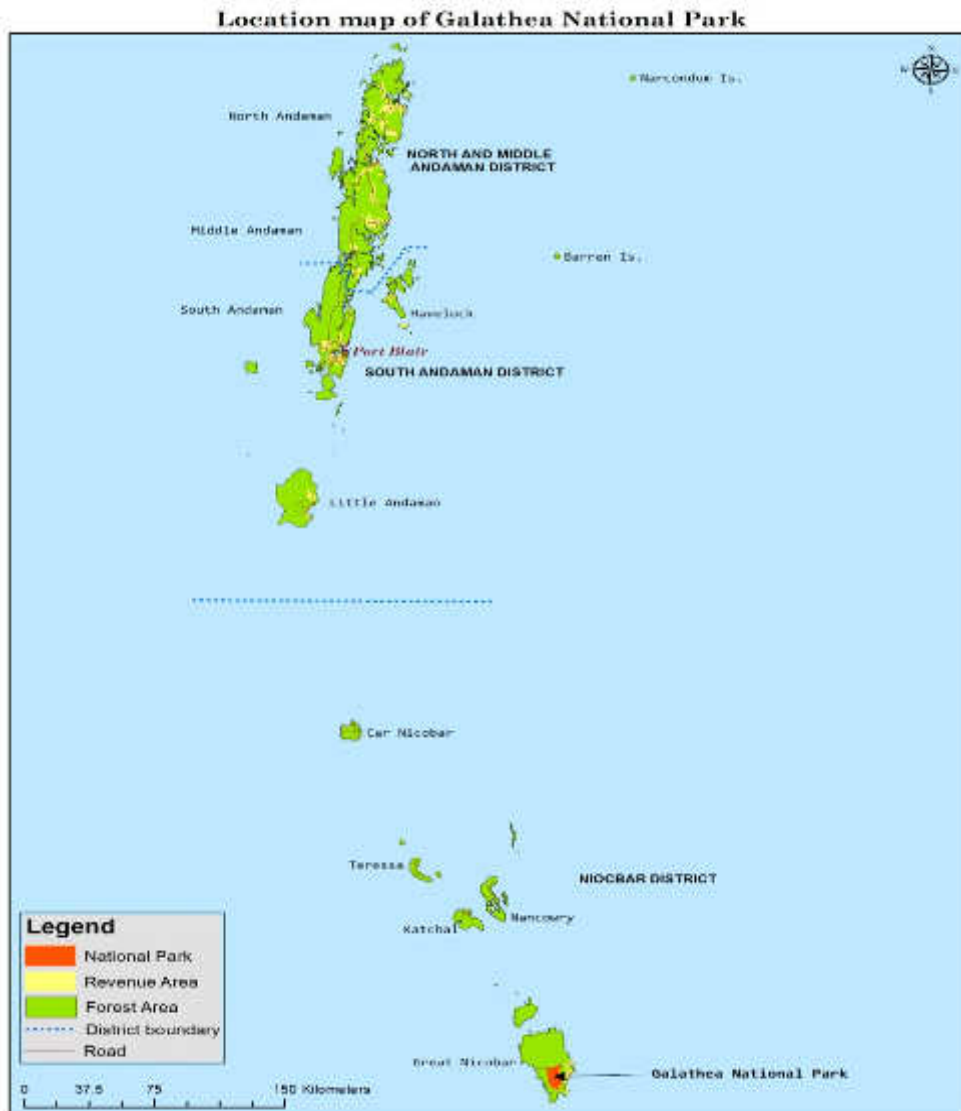 Location map of Galathea National Park
N
W
S
Narcondum Is.
North Andaman
NORTH AND MIDDLE
ANDAMAN DISTRICT
Middle Andaman
Barren Is.
South Andaman
Havelock
Port Blair
SOUTH ANDAMAN DISTRICT
Little Andaman
Car Nicobar
Teressa
NIOCBAR DISTRICT
Nancowry
Katchal
Legend
National Park
Revenue Area
Forest Area
District boundary
Road
Great Nicobar
Galathea National Park
0 37.5 75 150 Kilometers